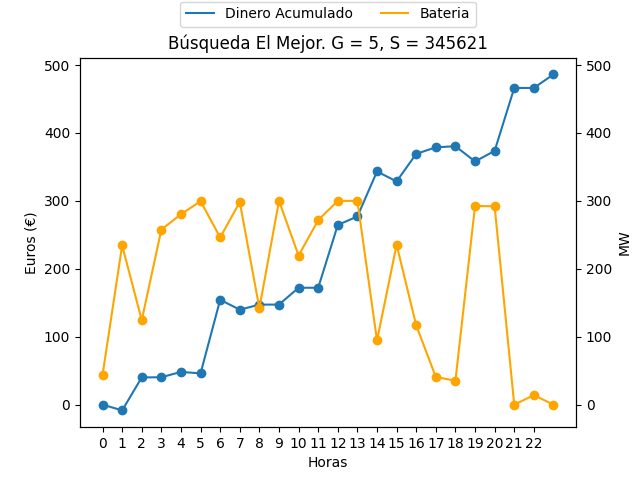 Dinero Acumulado Bateria
Búsqueda El Mejor. G = 5, S = 345621
500 500
400 400
300 300
200 200
100 100
0 0
Euros (€)
MW
0 1 2 3 4 5 6 7 8 9 10 11 12 13 14 15 16 17 18 19 20 21 22
Horas